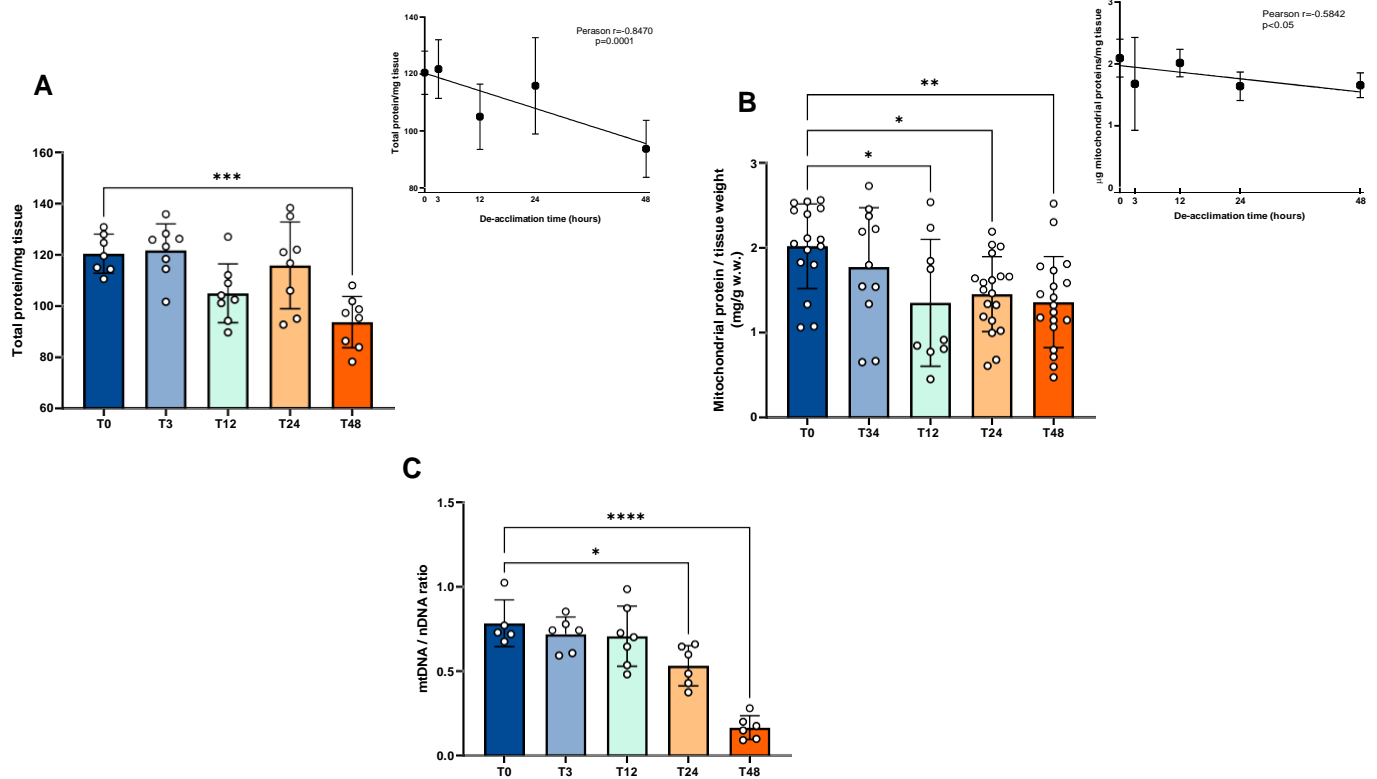 A
Total protein/mg tissue
160
140
120
100
80
60
***
T0 T3 T12 T24 T48
Total protein/mg tissue
140
120
100
80
Perason r=-0.8470
p=0.0001
0 3 12 24 48
De-acclimation time (hours)
B
Mitochondrial protein / tissue weight
(mg/g w.w.)
3
2
1
0
**
*
*
T0 T34 T12 T24 T48
µg mitochondrial proteins/mg tissue
3
2
1
0
Pearson r=-0.5842
p<0.05
0 3 12 24 48
De-acclimation time (hours)
C
mtDNA / nDNA ratio
1.5
1.0
0.5
0.0
****
*
T0 T3 T12 T24 T48